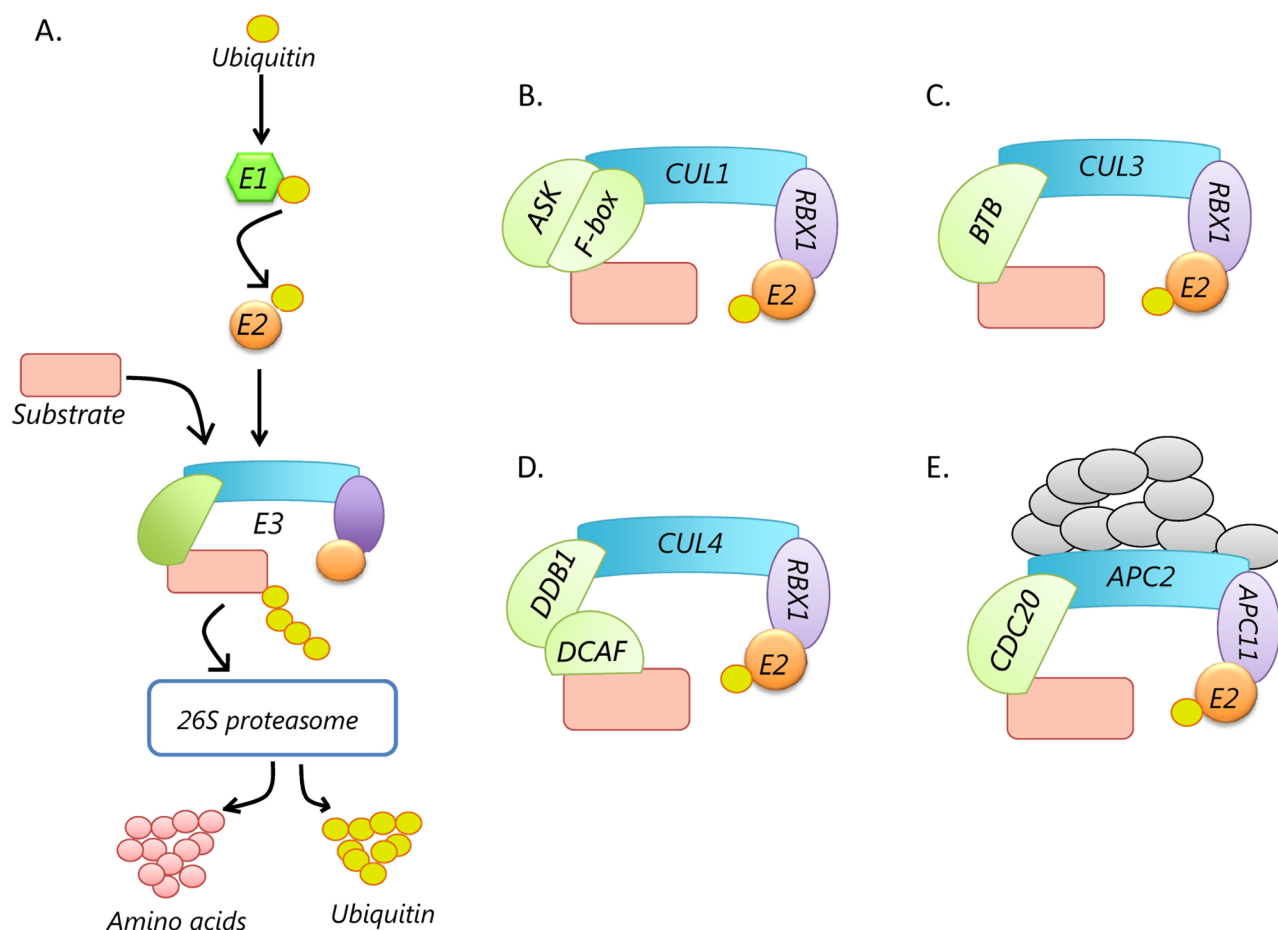 A.
Ubiquitin
E1
E2
Substrate
E3
26S proteasome
Amino acids
Ubiquitin
B.
CUL1
ASK
F-box
RBX1
E2
C.
CUL3
BTB
RBX1
E2
D.
CUL4
DDB1
DCAF
RBX1
E2
E.
APC2
CDC20
APC11
E2